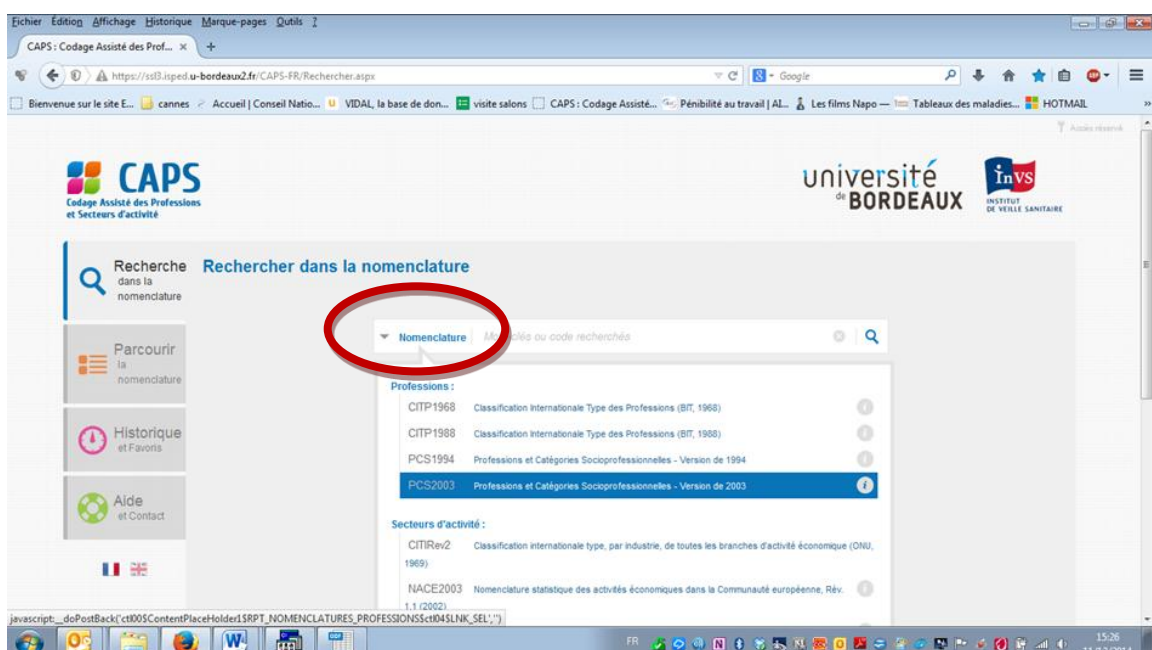 Fichier Édition Affichage Historique Marque-pages Outils ?
CAPS : Codage Assisté des Prof... × +
https://ssl3.isped.u-bordeaux2.fr/CAPS-FR/Rechercher.aspx
Google
Bienvenue sur le site E... cannes Accueil | Conseil Natio... VIDAL, la base de don... visite salons CAPS : Codage Assisté... Pénibilité au travail | AI... Les films Napo — Tableaux des maladies... HOTMAIL »
Accès réservé
CAPS
Codage Assisté des Professions
et Secteurs d'activité
université
de BORDEAUX
invs
INSTITUT
DE VEILLE SANITAIRE
Recherche
dans la
nomenclature
Rechercher dans la nomenclature
Nomenclature clés ou code recherchés
Parcourir
la
nomenclature
Historique
et Favoris
Aide
et Contact
Professions :
CITP1968 Classification Internationale Type des Professions (BIT, 1968)
CITP1988 Classification Internationale Type des Professions (BIT, 1988)
PCS1994 Professions et Catégories Socioprofessionnelles - Version de 1994
PCS2003 Professions et Catégories Socioprofessionnelles - Version de 2003
Secteurs d'activité :
CITIRev2 Classification internationale type, par industrie, de toutes les branches d'activité économique (ONU,
1969)
NACE2003 Nomenclature statistique des activités économiques dans la Communauté européenne, Rév.
1.1 (2002)
javascript:__doPostBack('ctl00$ContentPlaceHolder1$RPT_NOMENCLATURES_PROFESSIONS$ctl04$LNK_SEL','')
FR
15:26